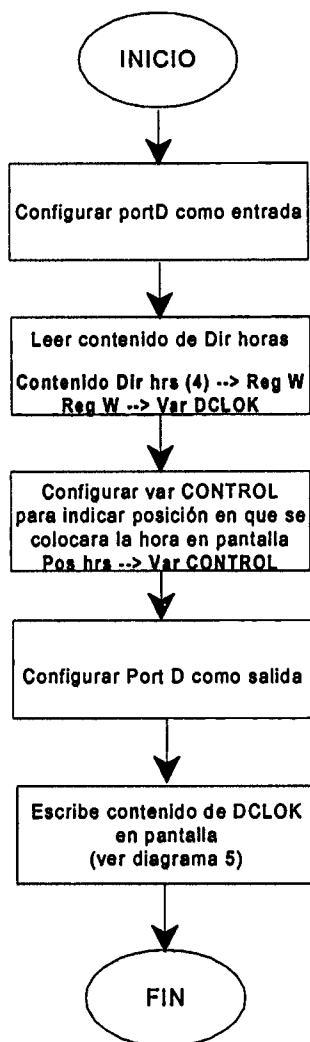 INICIO
Configurar portD como entrada
Leer contenido de Dir horas
Contenido Dir hrs (4) --> Reg W
Reg W --> Var DCLOK
Configurar var CONTROL
para indicar posición en que se
colocara la hora en pantalla
Pos hrs --> Var CONTROL
Configurar Port D como salida
Escribe contenido de DCLOK
en pantalla
(ver diagrama 5)
FIN